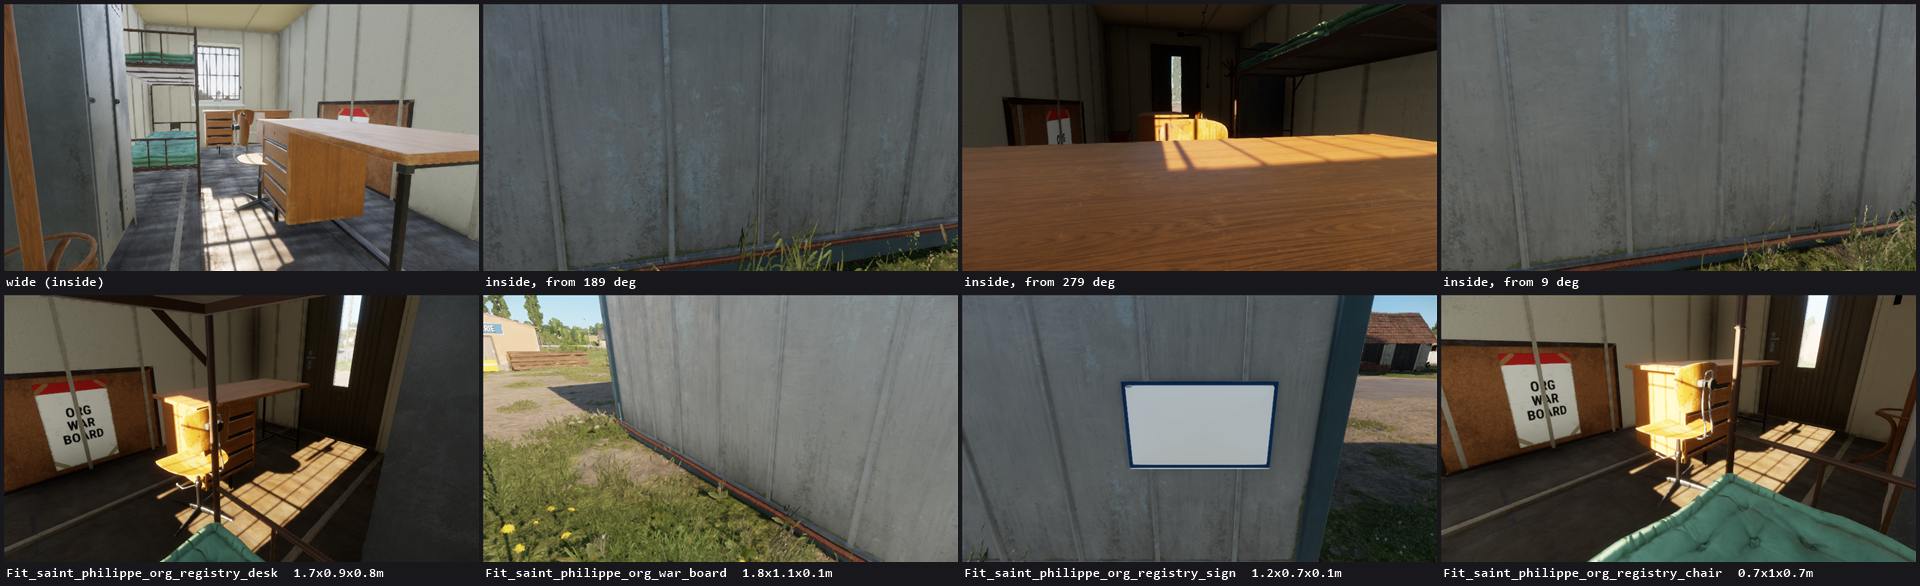 wide (inside)
inside, from 189 deg
inside, from 279 deg
inside, from 9 deg
ORG
WAR
BOARD
RIE
ORG
WAR
BOARD
Fit_saint_philippe_org_registry_desk 1.7x0.9x0.8m
Fit_saint_philippe_org_war_board 1.8x1.1x0.1m
Fit_saint_philippe_org_registry_sign 1.2x0.7x0.1m
Fit_saint_philippe_org_registry_chair 0.7x1x0.7m